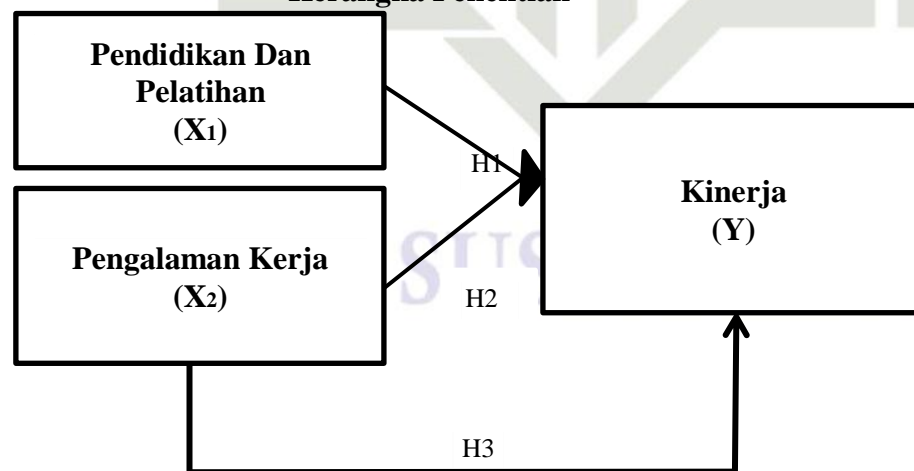 Pendidikan Dan
Pelatihan
(X1)
H1
Kinerja
(Y)
Pengalaman Kerja
(X2)
H2
H3